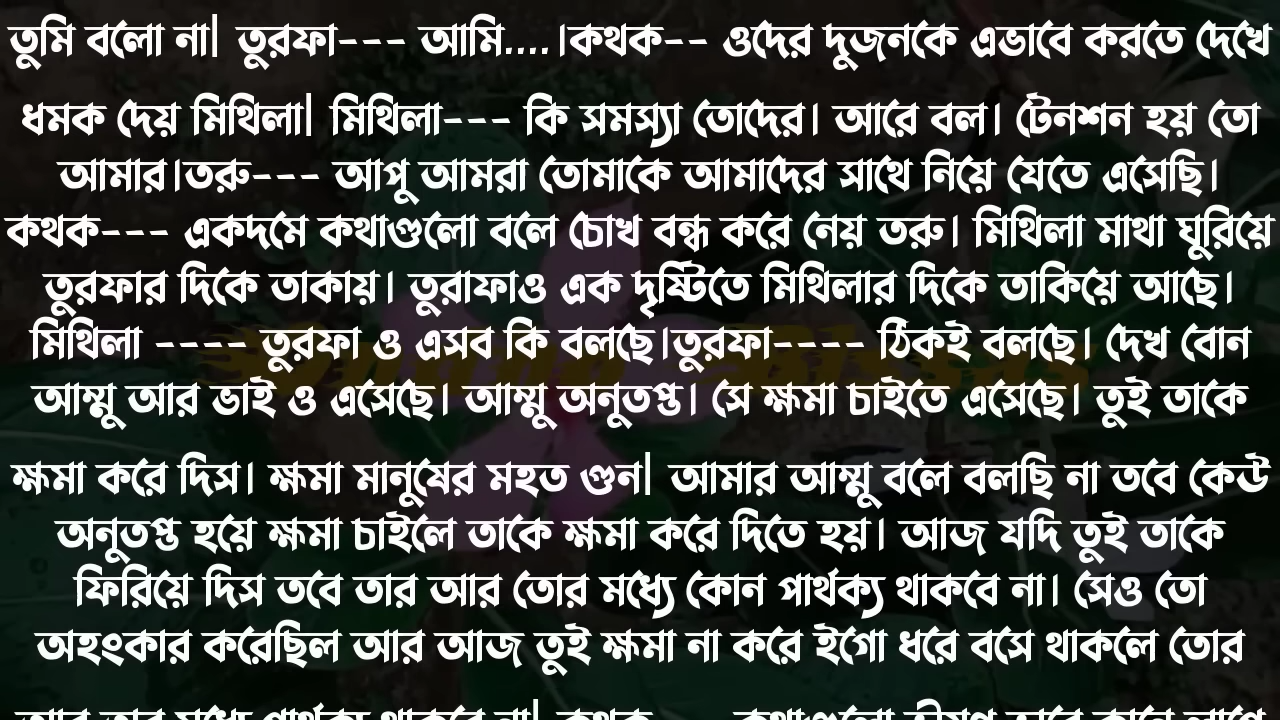 তুমি বলো না| তুরফা--- আমি....।কথক-- ওদের দুজনকে এভাবে করতে দেখে
ধমক দেয় মিথিলা| মিথিলা--- কি সমস্যা তোদের। আরে বল। টেনশন হয় তো
আমার।তরু--- আপু আমরা তোমাকে আমাদের সাথে নিয়ে যেতে এসেছি।
কথক--- একদমে কথাগুলো বলে চোখ বন্ধ করে নেয় তরু। মিথিলা মাথা ঘুরিয়ে
তুরফার দিকে তাকায়। তুরাফাও এক দৃষ্টিতে মিথিলার দিকে তাকিয়ে আছে।
মিথিলা ---- তুরফা ও এসব কি বলছে।তুরফা---- ঠিকই বলছে। দেখ বোন
আম্মু আর ভাই ও এসেছে। আম্মু অনুতপ্ত। সে ক্ষমা চাইতে এসেছে। তুই তাকে
ক্ষমা করে দিস। ক্ষমা মানুষের মহত গুন| আমার আম্মু বলে বলছি না তবে কেউ
অনুতপ্ত হয়ে ক্ষমা চাইলে তাকে ক্ষমা করে দিতে হয়। আজ যদি তুই তাকে
ফিরিয়ে দিস তবে তার আর তোর মধ্যে কোন পার্থক্য থাকবে না। সেও তো
অহংকার করেছিল আর আজ তুই ক্ষমা না করে ইগো ধরে বসে থাকলে তোর